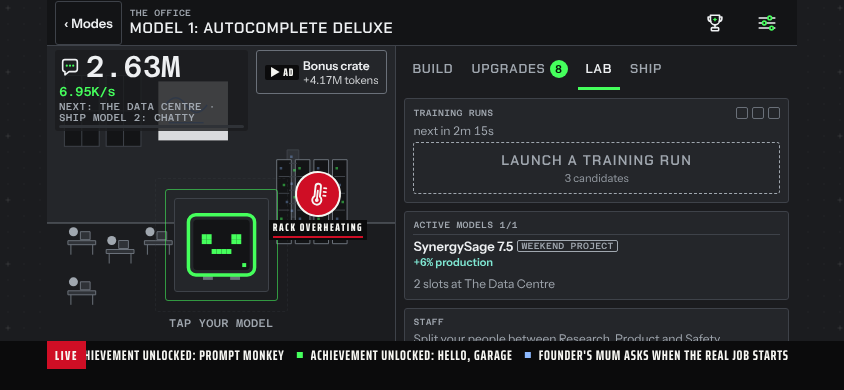 ‹ Modes
THE OFFICE
MODEL 1: AUTOCOMPLETE DELUXE
2.63M
6.95K/s
NEXT: THE DATA CENTRE ·
SHIP MODEL 2: CHATTY
AD
Bonus crate
+4.17M tokens
RACK OVERHEATING
TAP YOUR MODEL
BUILD
UPGRADES 8
LAB
SHIP
TRAINING RUNS
next in 2m 15s
LAUNCH A TRAINING RUN
3 candidates
ACTIVE MODELS 1/1
SynergySage 7.5 WEEKEND PROJECT
+6% production
2 slots at The Data Centre
STAFF
Split your people between Research, Product and Safety
LIVE
HIEVEMENT UNLOCKED: PROMPT MONKEY ACHIEVEMENT UNLOCKED: HELLO, GARAGE FOUNDER'S MUM ASKS WHEN THE REAL JOB STARTS